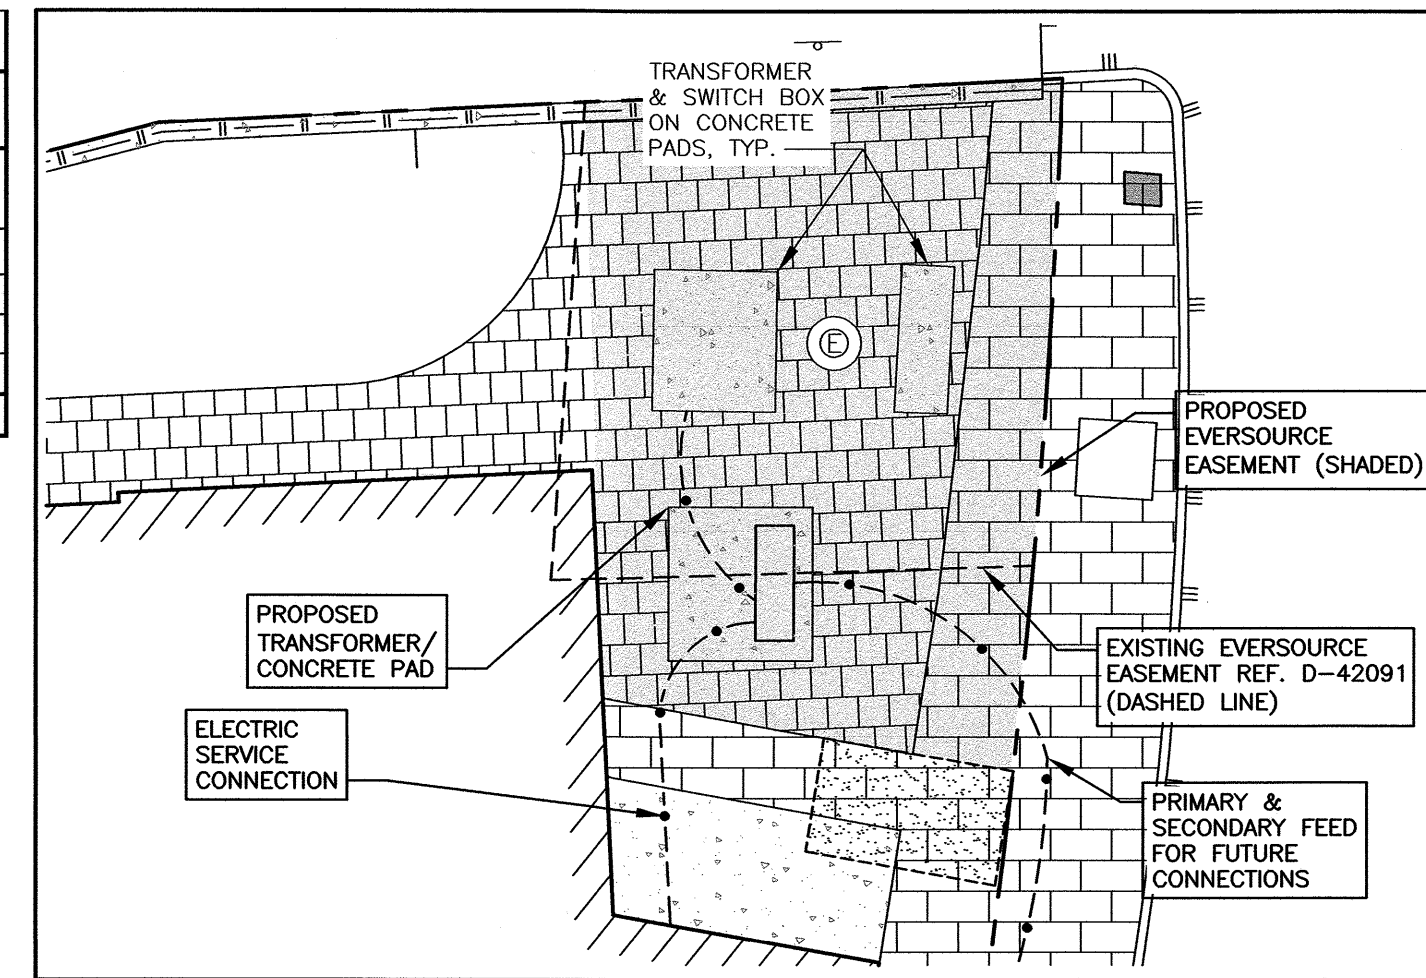 TRANSFORMER
& SWITCH BOX
ON CONCRETE
PADS, TYP.
E
PROPOSED
EVERSOURCE
EASEMENT (SHADED)
PROPOSED
TRANSFORMER/
CONCRETE PAD
EXISTING EVERSOURCE
EASEMENT REF. D-42091
(DASHED LINE)
ELECTRIC
SERVICE
CONNECTION
PRIMARY &
SECONDARY FEED
FOR FUTURE
CONNECTIONS